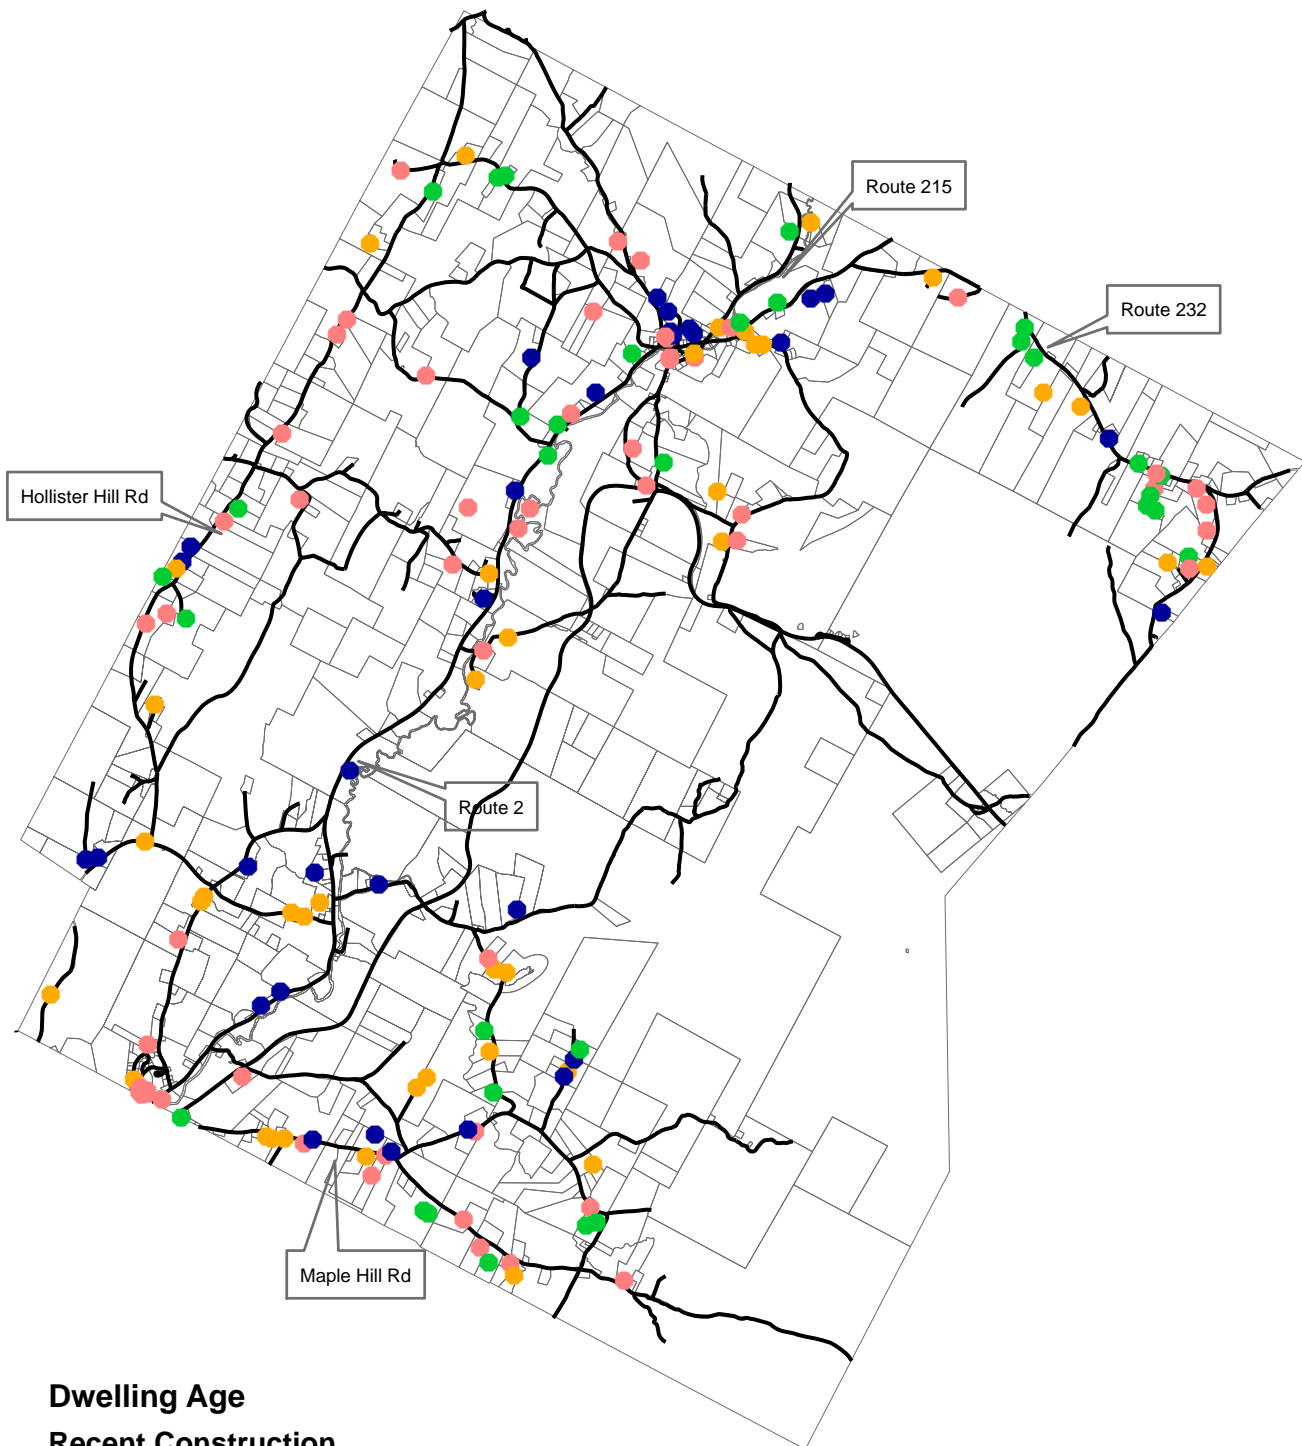 Route 215
Route 232
Hollister Hill Rd
Route 2
Maple Hill Rd
Dwelling Age
Recent Construction